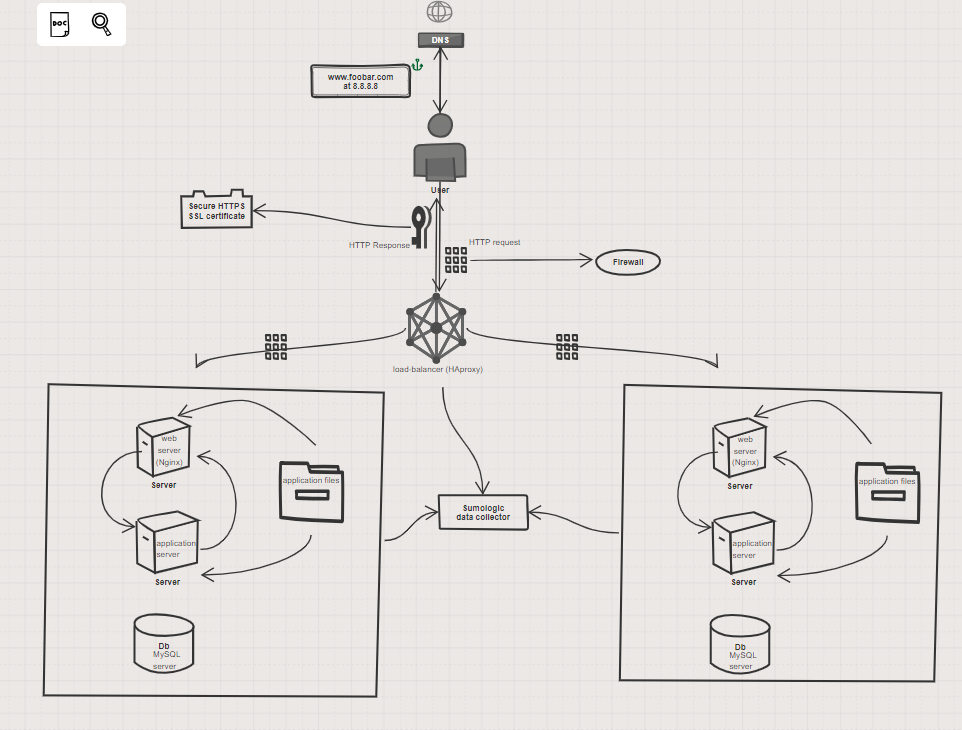 DOC
DNS
www.foobar.com
at 8.8.8.8
User
Secure HTTPS
SSL certificate
HTTP Response
HTTP request
Firewall
load-balancer (HAproxy)
web
server
(Nginx)
Server
application files
application
server
Server
Db
MySQL
server
Sumologic
data collector
web
server
(Nginx)
Server
application files
application
server
Server
Db
MySQL
server